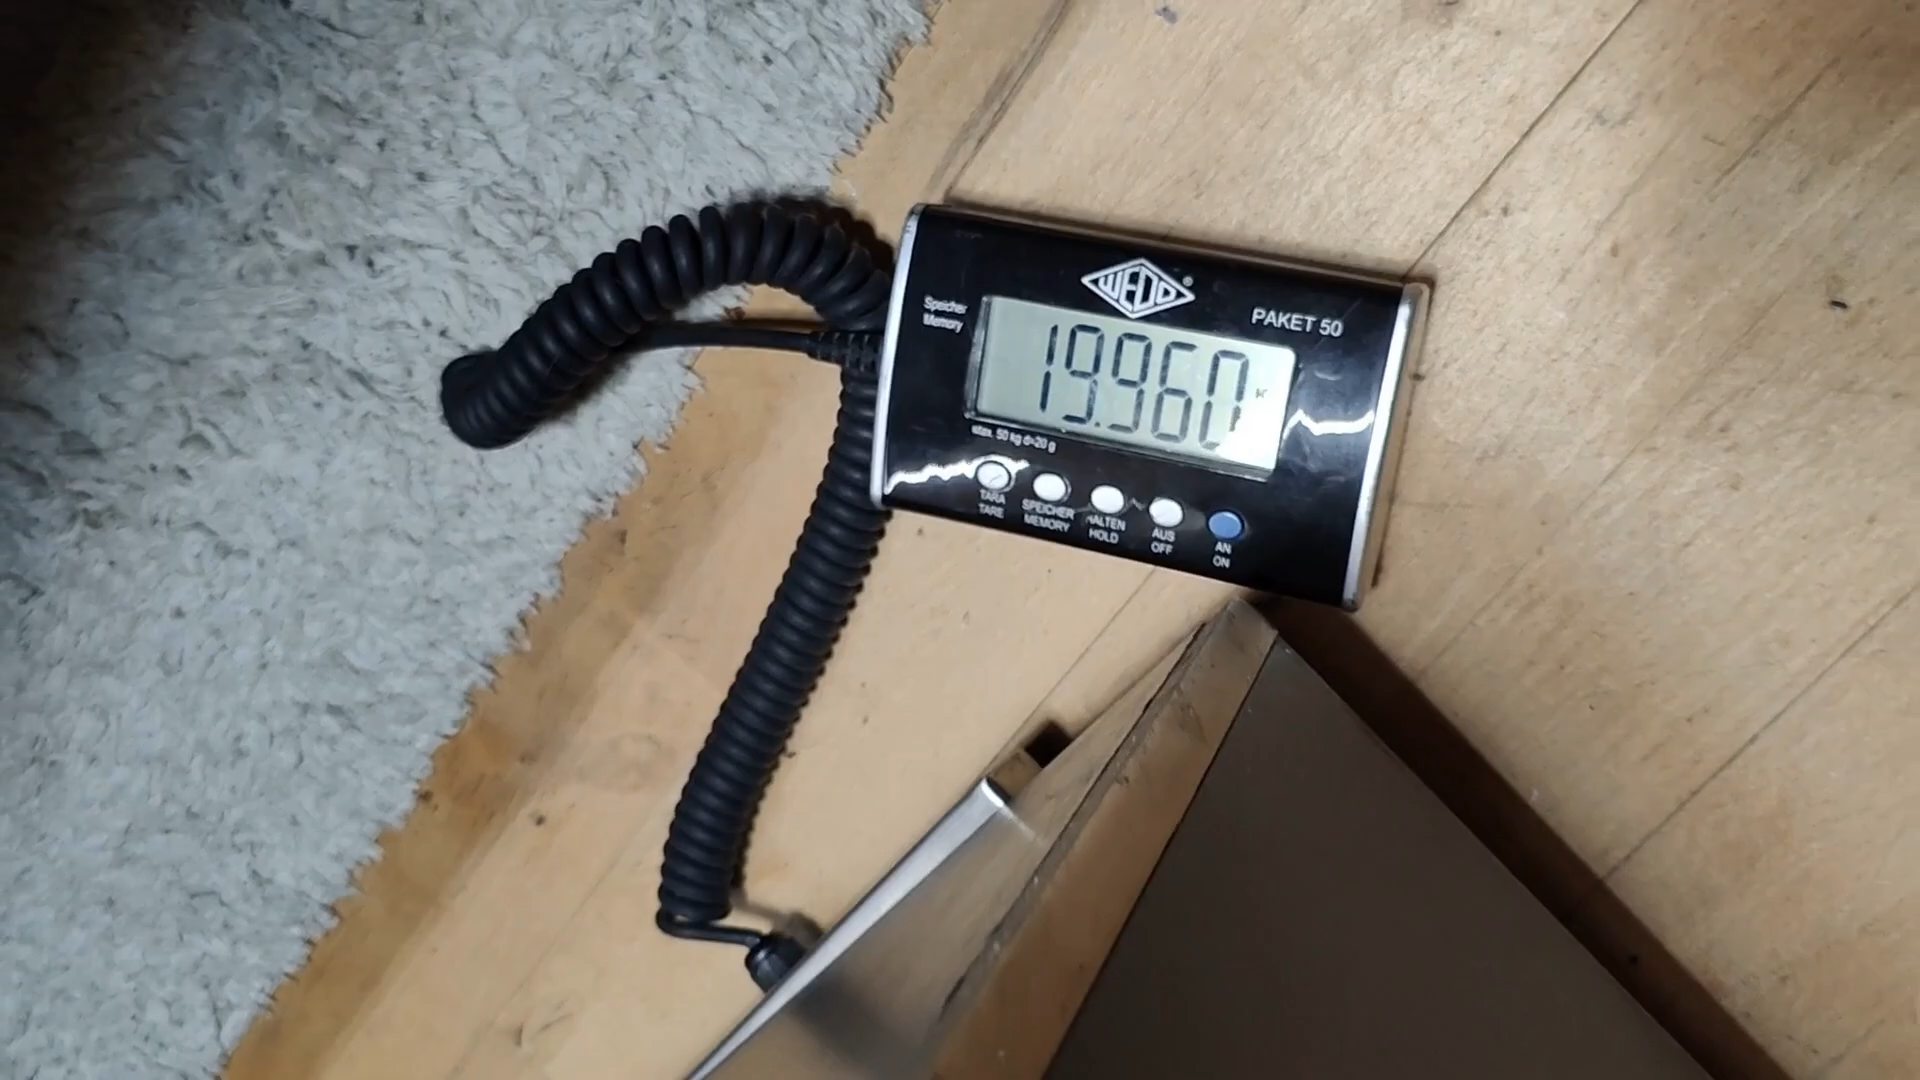 WEDO®
PAKET 50
Speicher
Memory
19.960
Max. 50 kg d=20 g
TARA
TARE
SPEICHER
MEMORY
HALTEN
HOLD
AUS
OFF
AN
ON